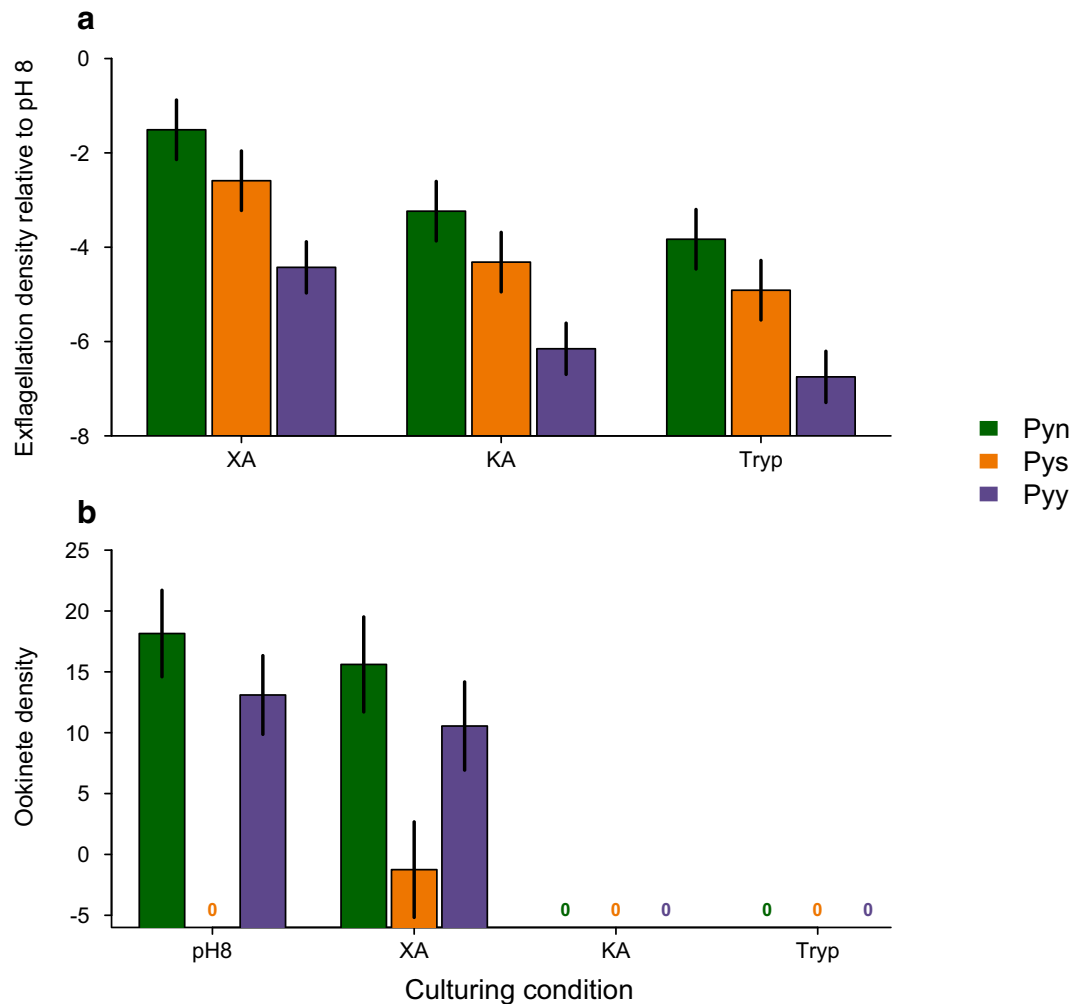 a
Exflagellation density relative to pH 8
0
-2
-4
-6
-8
XA KA Tryp
Pyn
Pys
Pyy
b
Ookinete density
25
20
15
10
5
0
-5
0 0 0 0 0 0 0
pH8 XA KA Tryp
Culturing condition